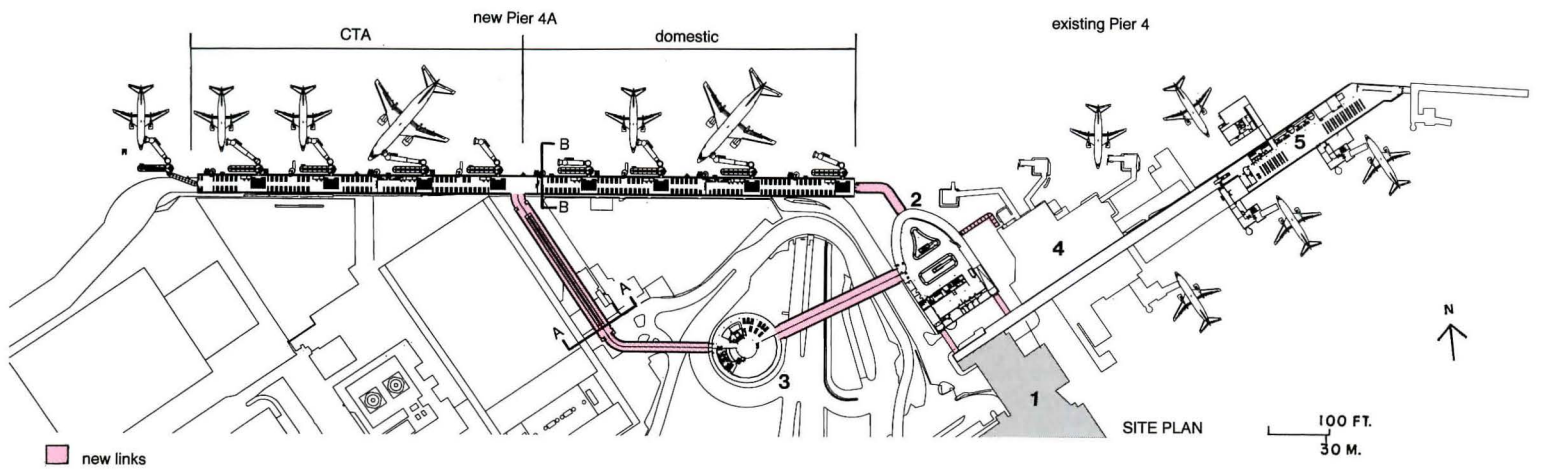 new Pier 4A
existing Pier 4
CTA
domestic
B
B
A
A
2
3
4
5
1
N
SITE PLAN
100 FT.
30 M.
new links